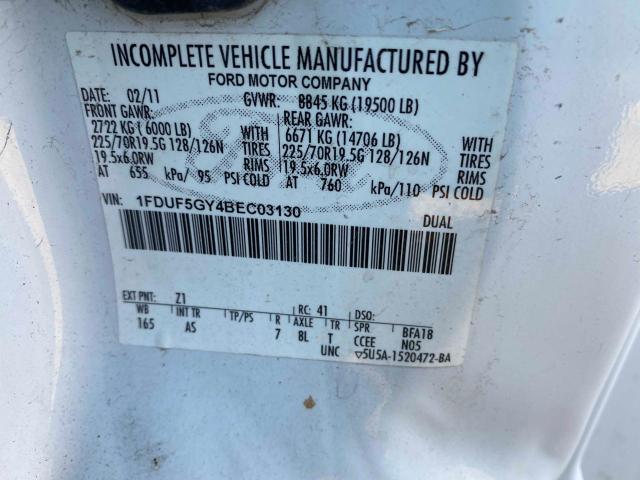 INCOMPLETE VEHICLE MANUFACTURED BY
FORD MOTOR COMPANY
DATE: 02/11 GVWR: 8845 KG (19500 LB)
FRONT GAWR: REAR GAWR:
2722 KG (6000 LB) WITH 6671 KG (14706 LB) WITH
225/70R19.5G 128/126N TIRES 225/70R19.5G 128/126N TIRES
19.5x6.0RW RIMS 19.5x6.0RW RIMS
AT 655 kPa/ 95 PSI COLD AT 760 kPa/110 PSI COLD
VIN: 1FDUF5GY4BEC03130 DUAL
EXT PNT: Z1 RC: 41 DSO:
WB INT TR TP/PS R AXLE TR SPR BFA18
165 AS 7 8L T CCEE N05
UNC ▽5U5A-1520472-BA